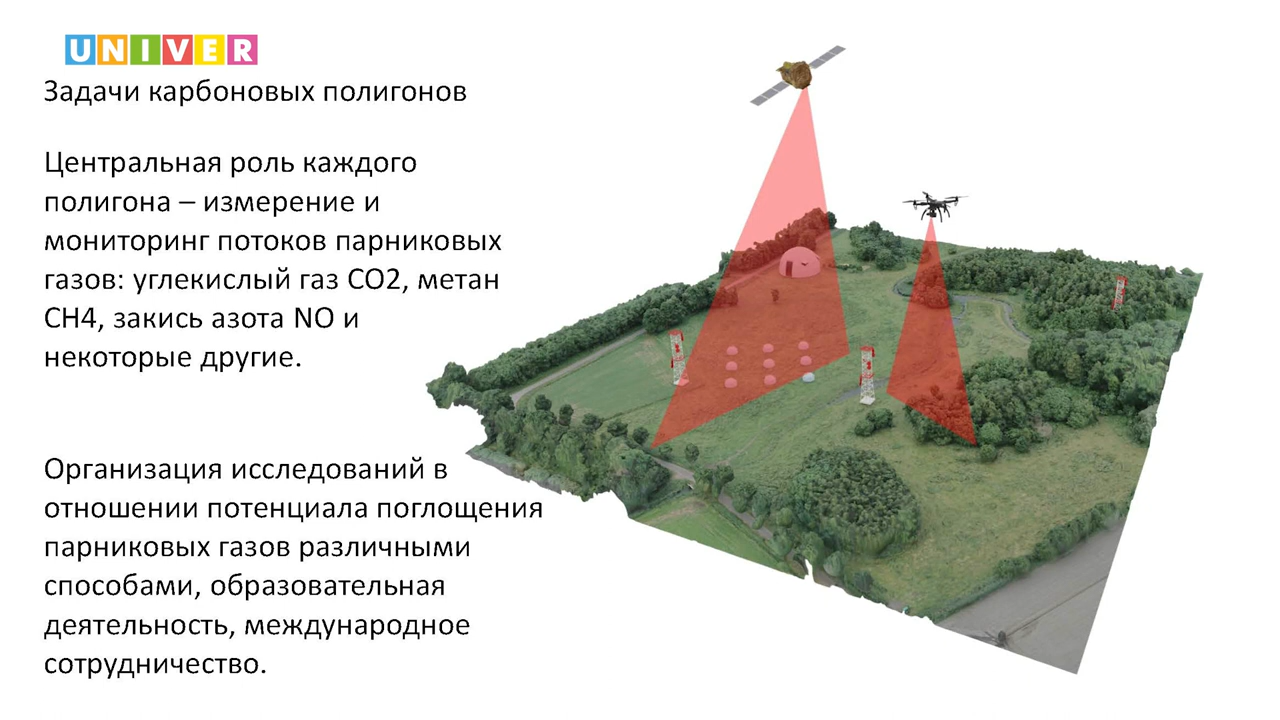 UNIVER
Задачи карбоновых полигонов
Центральная роль каждого
полигона – измерение и
мониторинг потоков парниковых
газов: углекислый газ CO2, метан
CH4, закись азота NO и
некоторые другие.
Организация исследований в
отношении потенциала поглощения
парниковых газов различными
способами, образовательная
деятельность, международное
сотрудничество.